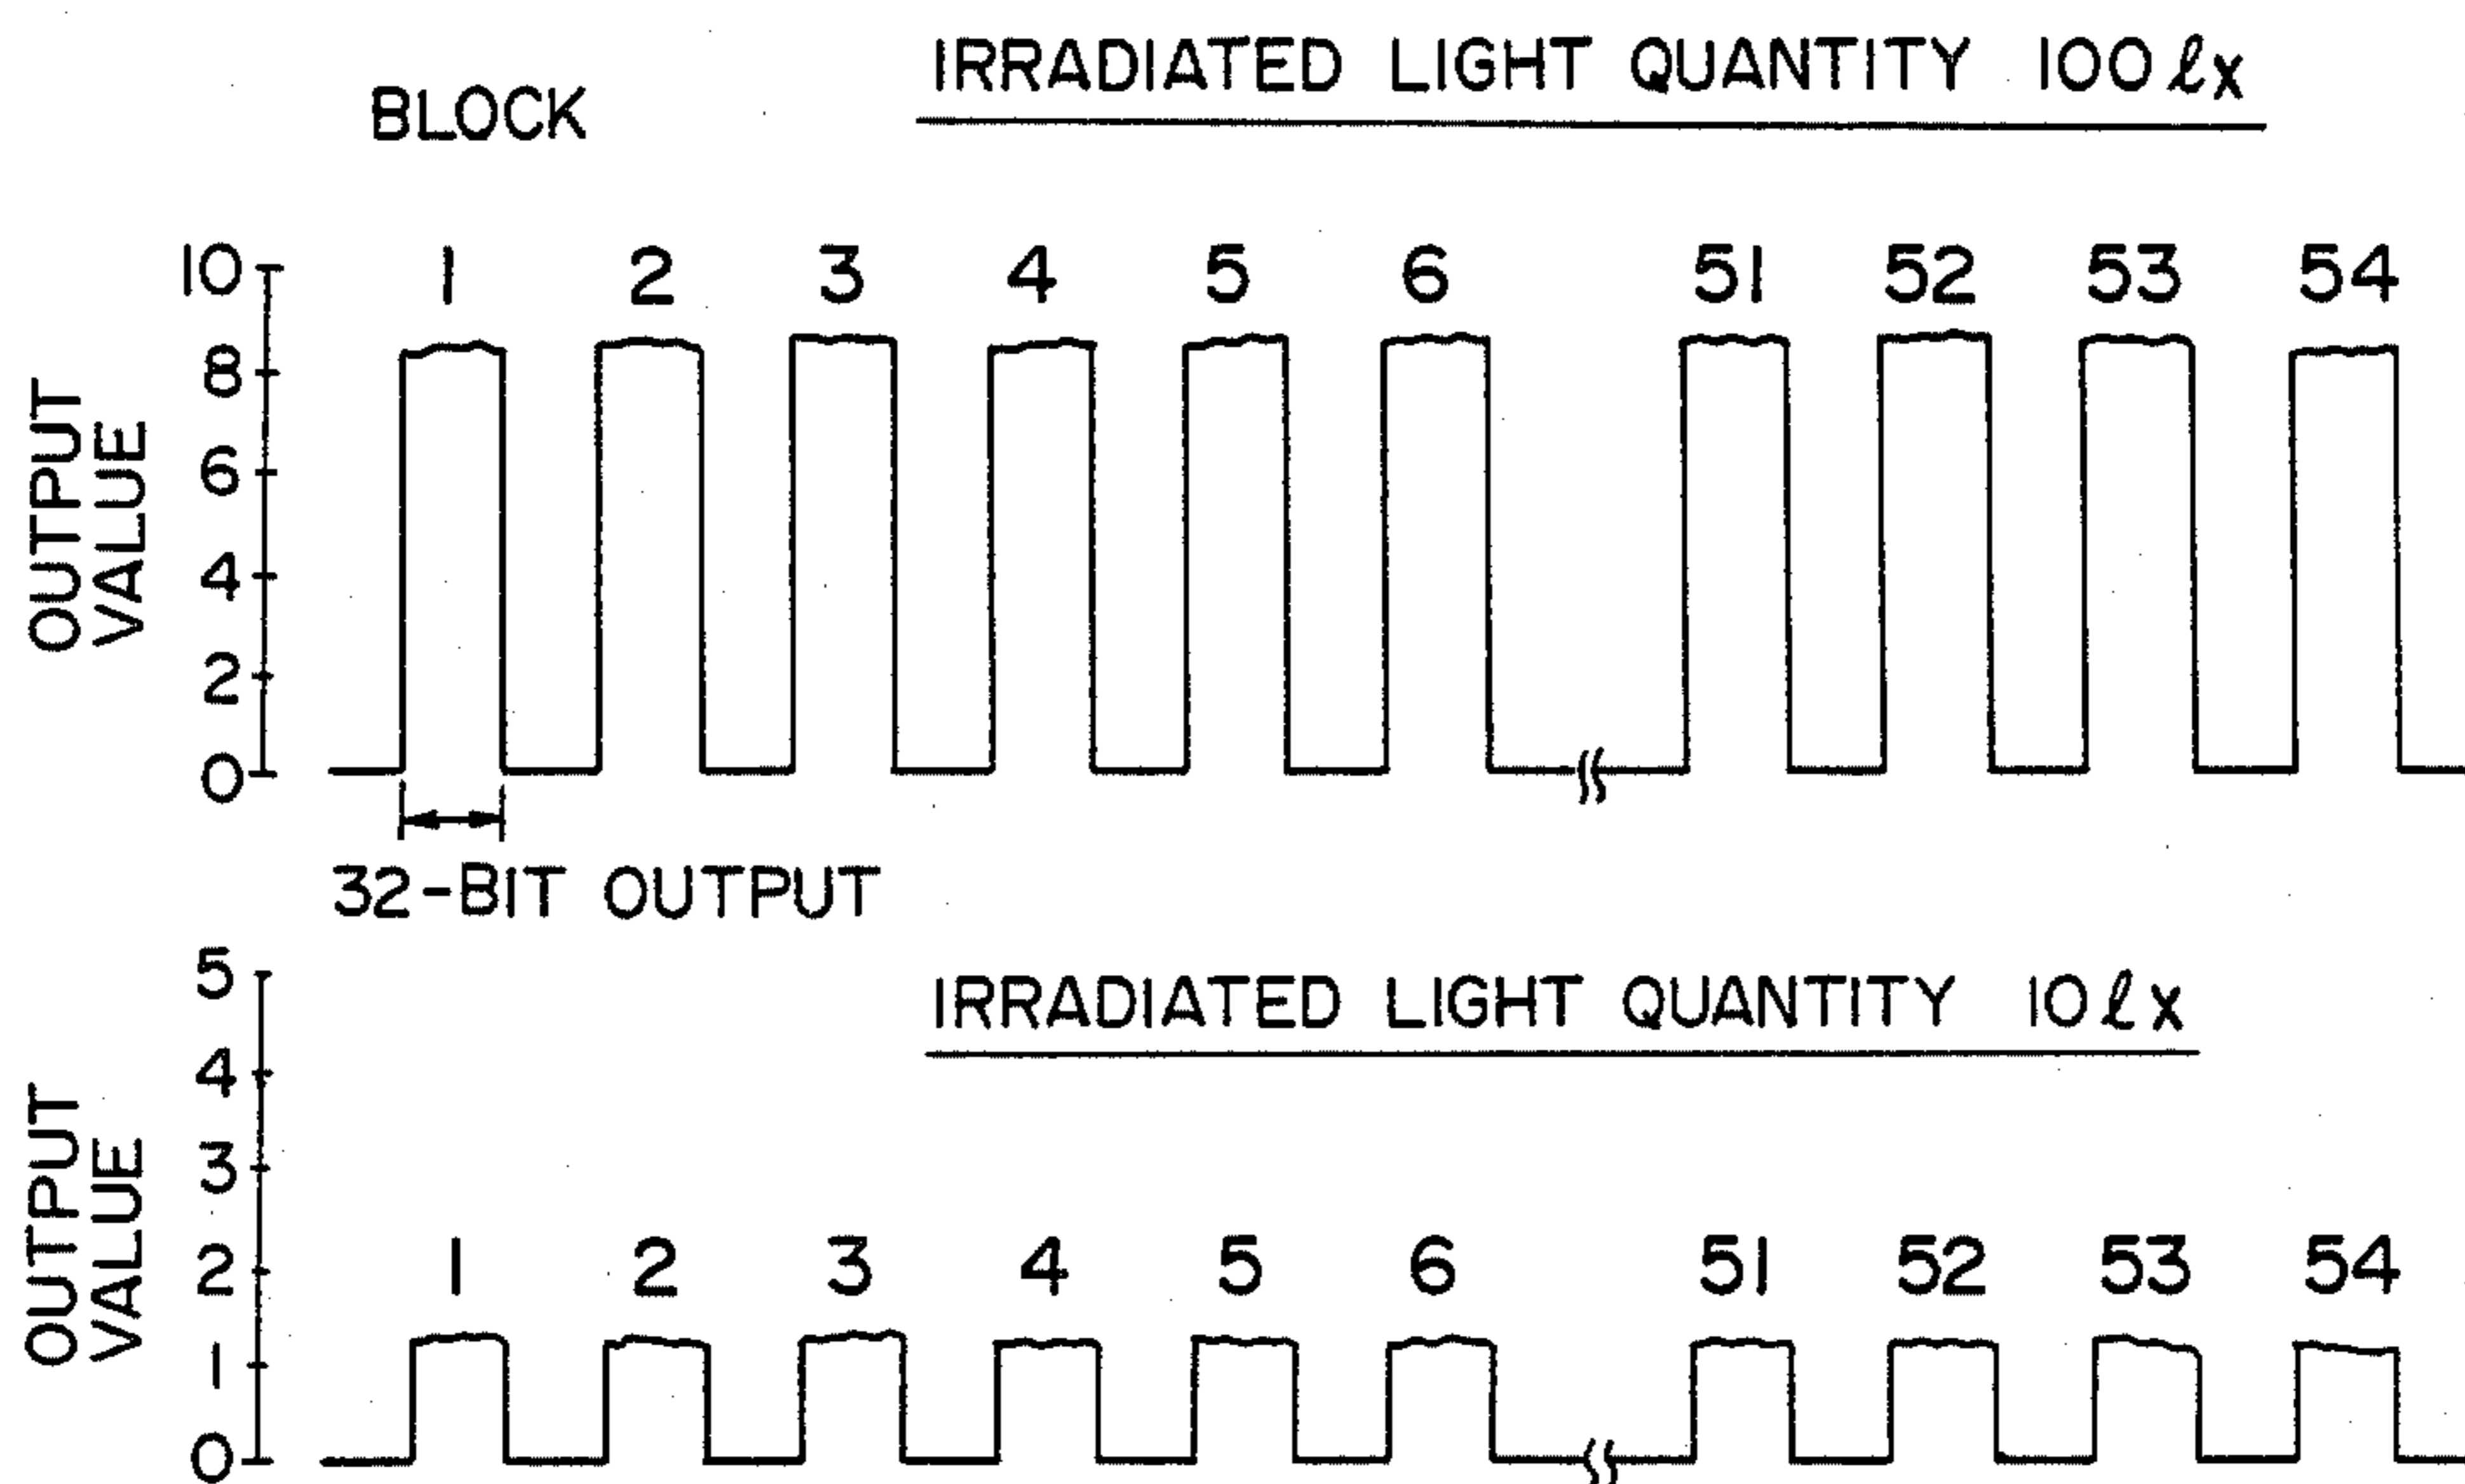 IRRADIATED LIGHT QUANTITY 100 ℓx
BLOCK
1 2 3 4 5 6 51 52 53 54
10
8
6
4
2
0
OUTPUT
VALUE
32-BIT OUTPUT
IRRADIATED LIGHT QUANTITY 10 ℓx
5
4
3
2
1
0
OUTPUT
VALUE
1 2 3 4 5 6 51 52 53 54